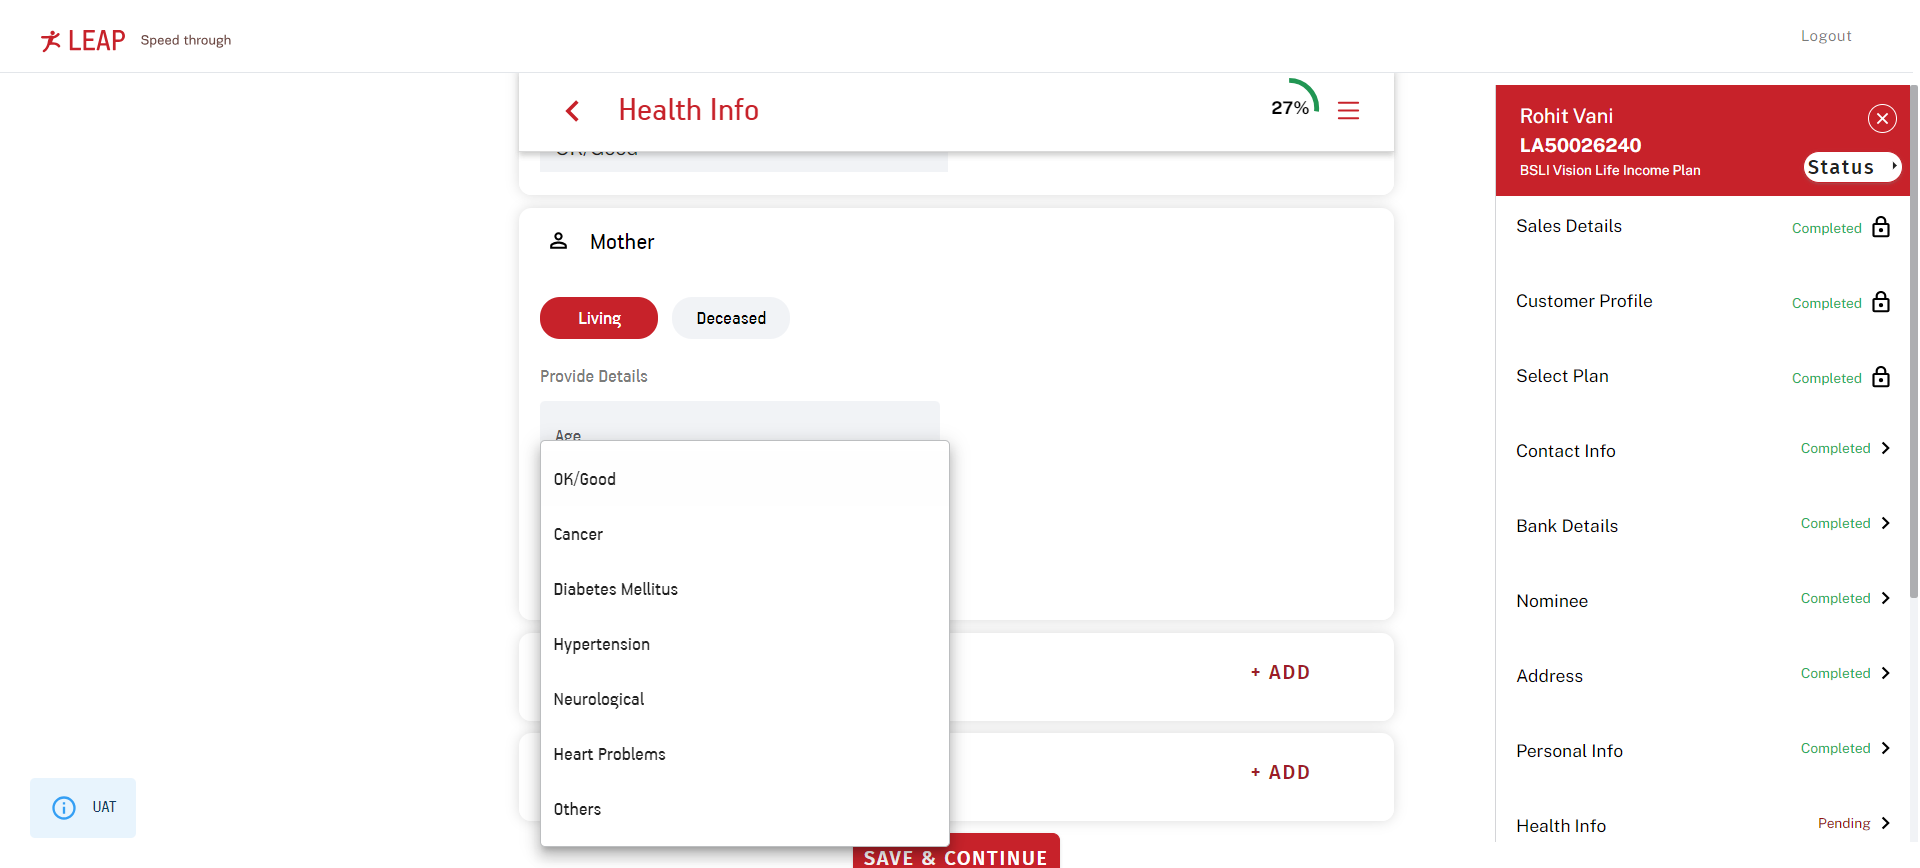 LEAP Speed through
Logout
Health Info
27%
OK/Good
Mother
Living
Deceased
Provide Details
Age
OK/Good
Cancer
Diabetes Mellitus
Hypertension
Neurological
Heart Problems
Others
+ ADD
+ ADD
SAVE & CONTINUE
UAT
Rohit Vani
LA50026240
BSLI Vision Life Income Plan
Status
Sales Details Completed
Customer Profile Completed
Select Plan Completed
Contact Info Completed
Bank Details Completed
Nominee Completed
Address Completed
Personal Info Completed
Health Info Pending